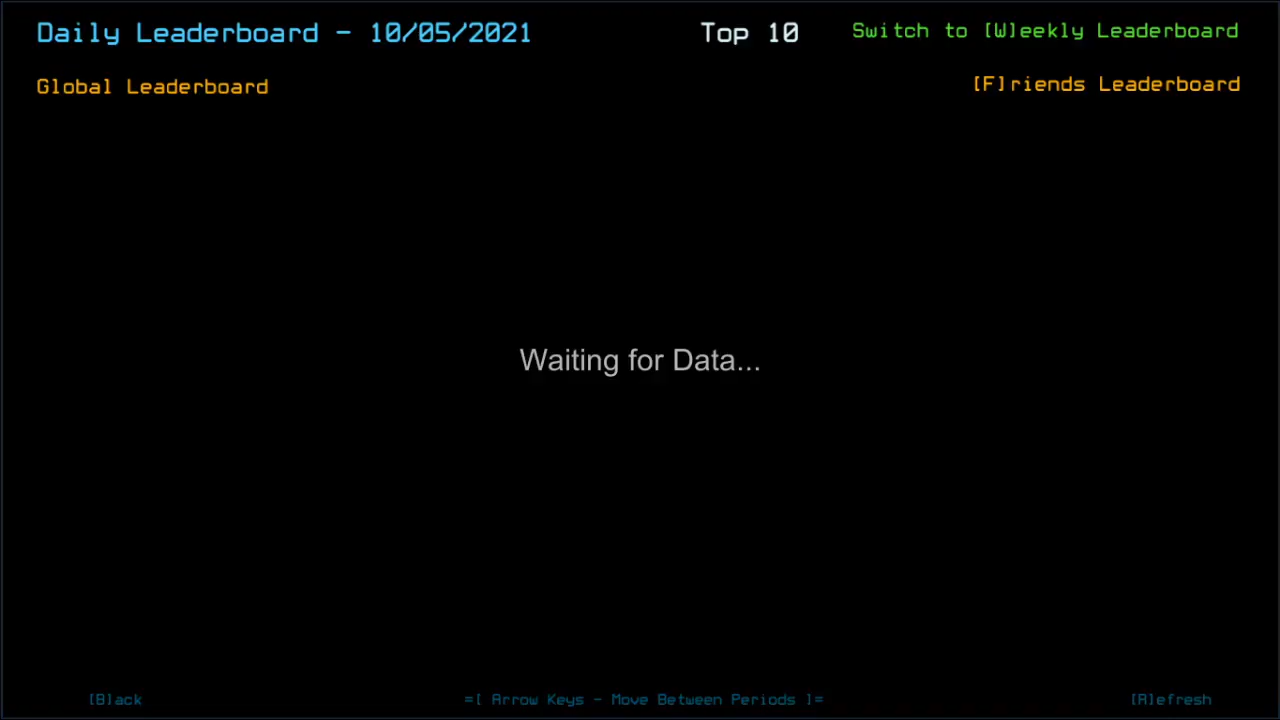 Daily Leaderboard - 10/05/2021 Top 10 Switch to [W]eekly Leaderboard
Global Leaderboard [F]riends Leaderboard
Waiting for Data...
[B]ack =[ Arrow Keys - Move Between Periods ]= [R]efresh